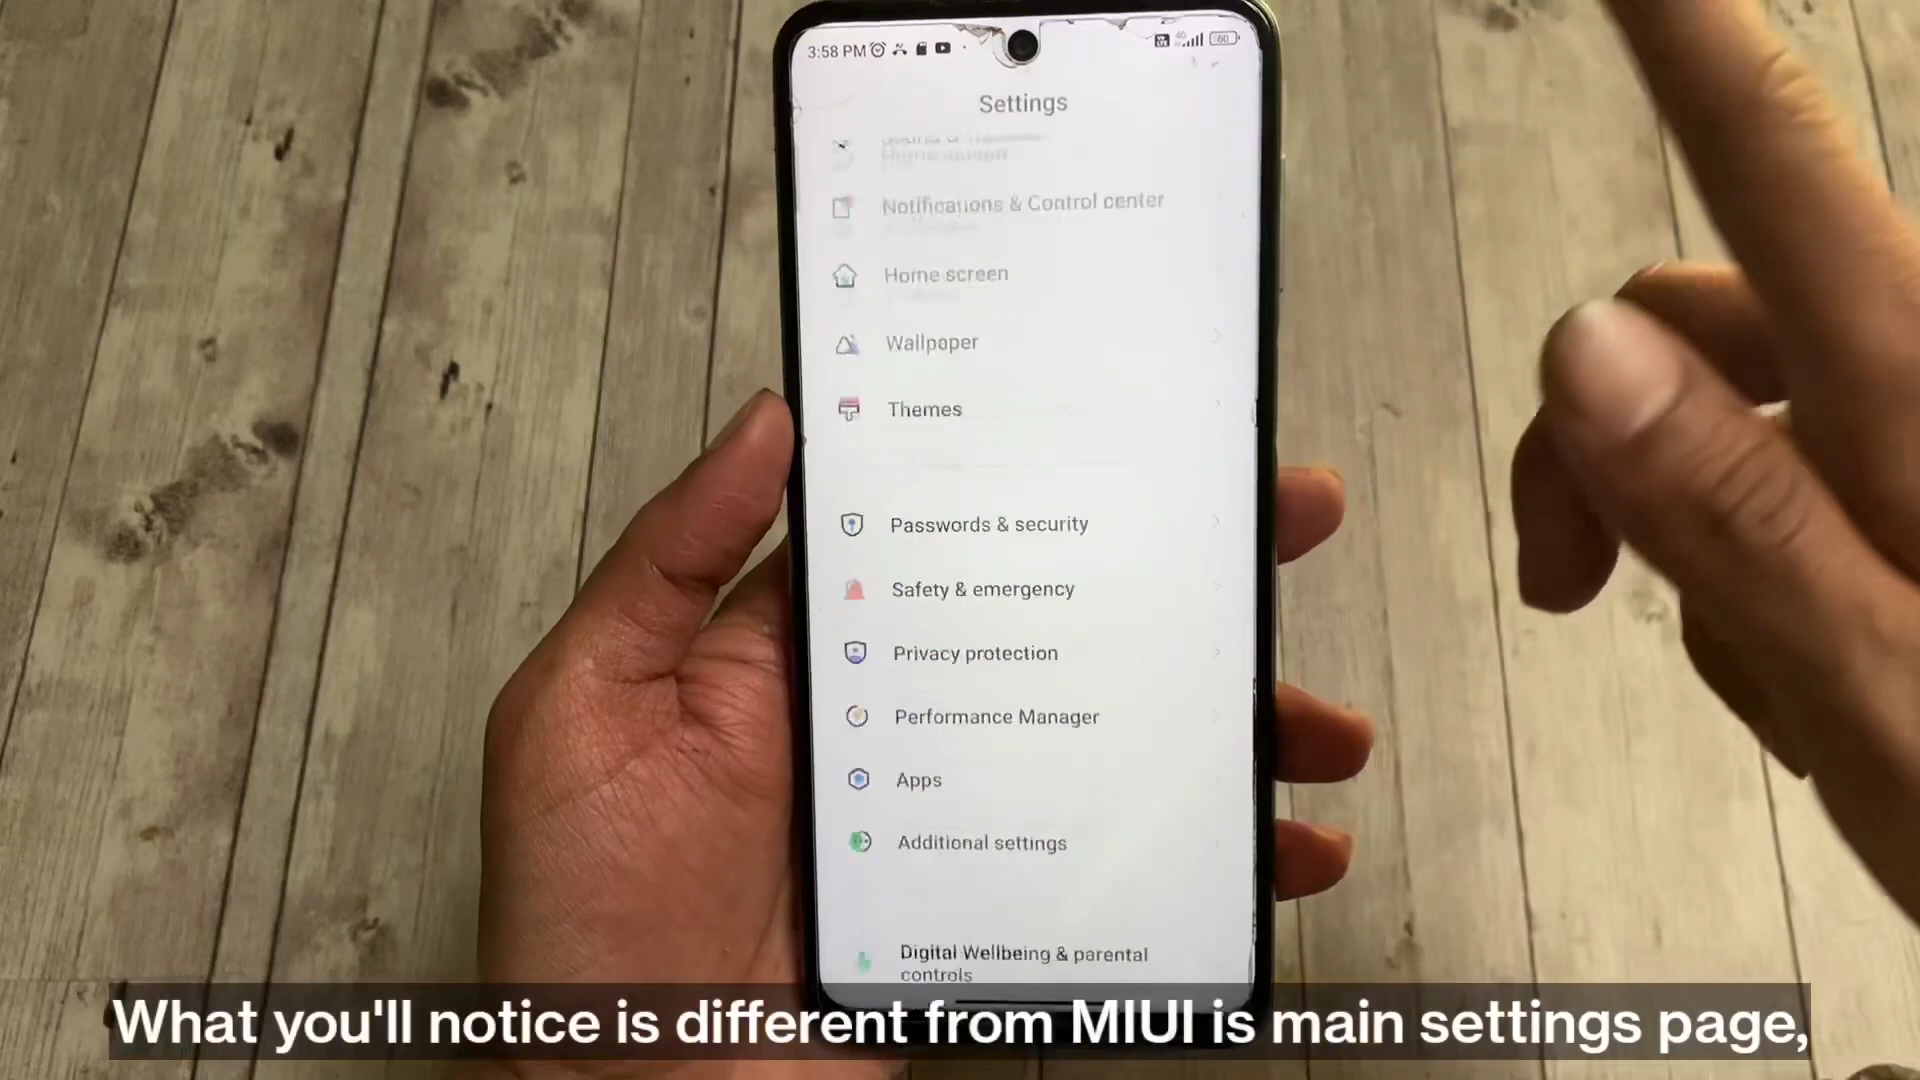 3:58 PM
4G
60
Settings
Notifications & Control center
Home screen
Wallpaper
Themes
Passwords & security
Safety & emergency
Privacy protection
Performance Manager
Apps
Additional settings
Digital Wellbeing & parental
controls
What you'll notice is different from MIUI is main settings page,